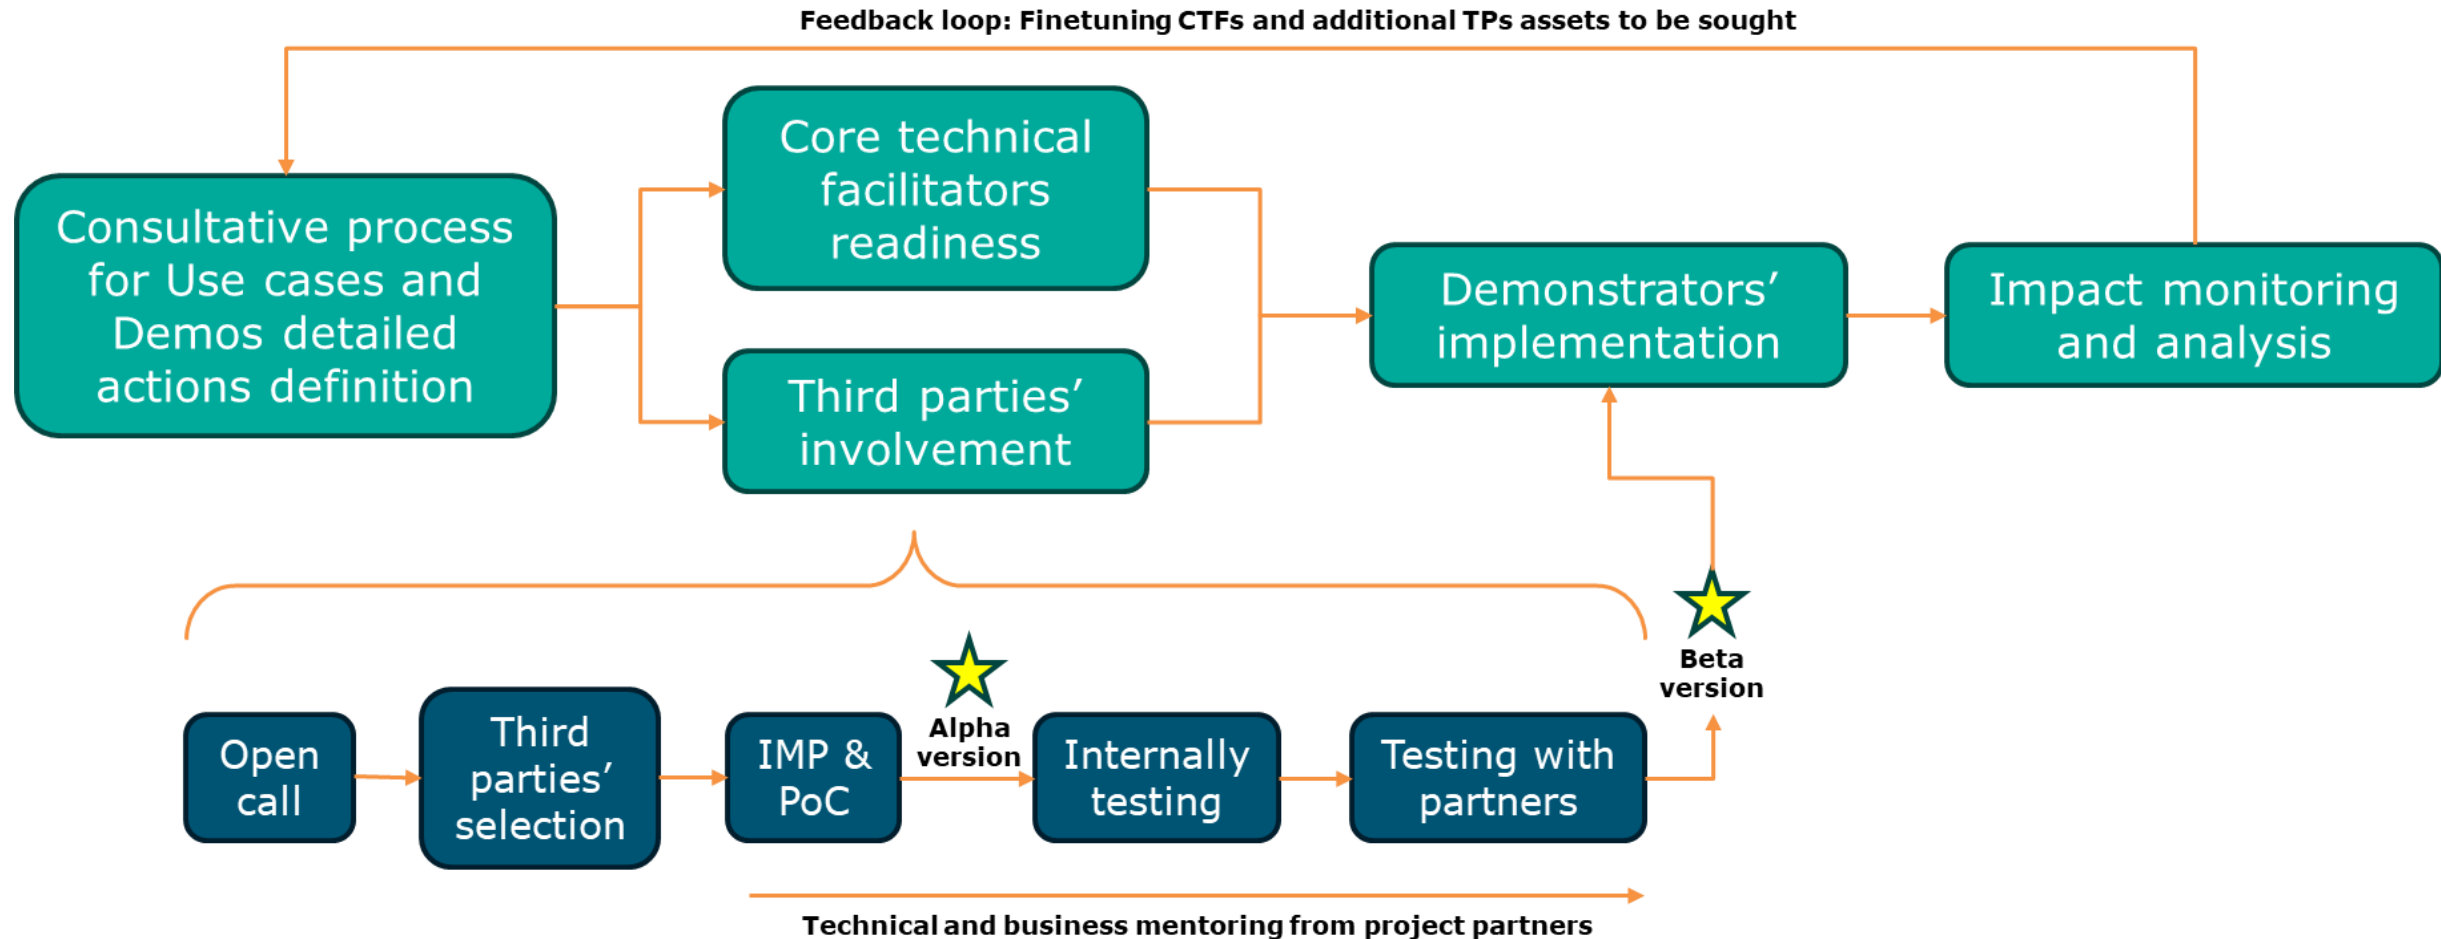 Feedback loop: Finetuning CTFs and additional TPs assets to be sought
Consultative process
for Use cases and
Demos detailed
actions definition
Core technical
facilitators
readiness
Third parties’
involvement
Demonstrators’
implementation
Impact monitoring
and analysis
Open
call
Third
parties’
selection
IMP &
PoC
Alpha
version
Internally
testing
Testing with
partners
Beta
version
Technical and business mentoring from project partners